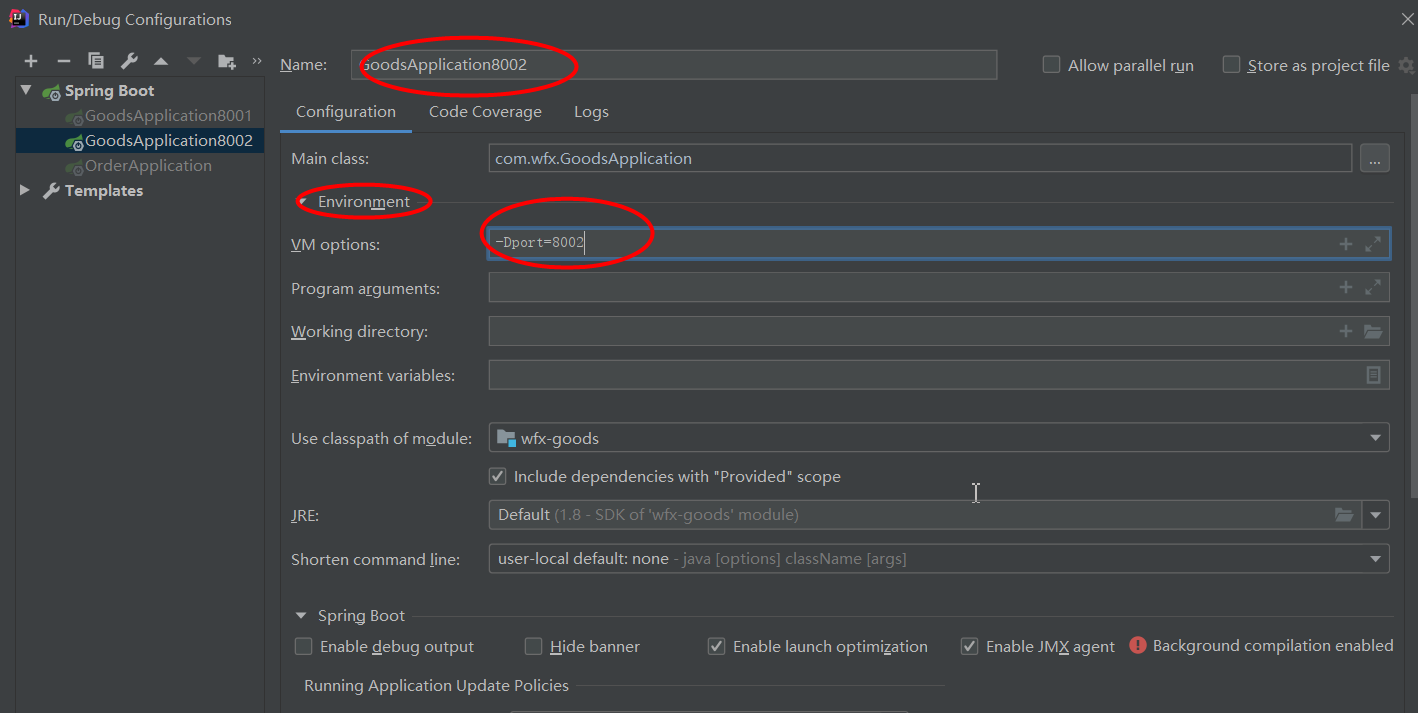 Run/Debug Configurations
Name: GoodsApplication8002
Allow parallel run
Store as project file
Spring Boot
GoodsApplication8001
GoodsApplication8002
OrderApplication
Templates
Configuration Code Coverage Logs
Main class: com.wfx.GoodsApplication ...
Environment
VM options: -Dport=8002
Program arguments:
Working directory:
Environment variables:
Use classpath of module: wfx-goods
Include dependencies with "Provided" scope
JRE: Default (1.8 - SDK of 'wfx-goods' module)
Shorten command line: user-local default: none - java [options] className [args]
Spring Boot
Enable debug output Hide banner Enable launch optimization Enable JMX agent Background compilation enabled
Running Application Update Policies